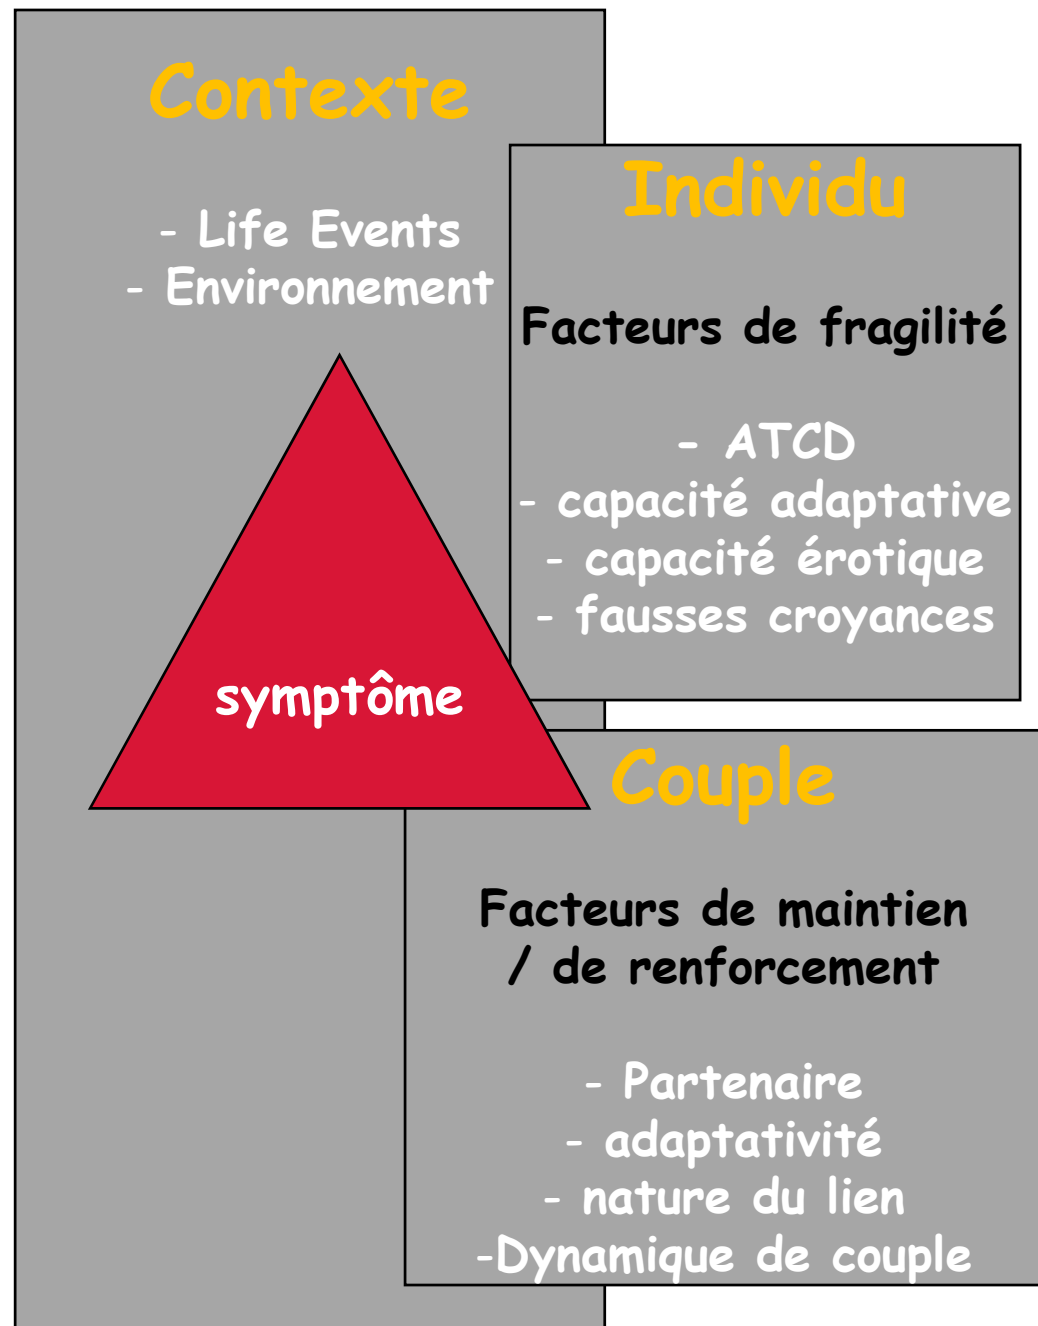 Contexte
- Life Events
- Environnement
Individu
Facteurs de fragilité
- ATCD
- capacité adaptative
- capacité érotique
- fausses croyances
symptôme
Couple
Facteurs de maintien
/ de renforcement
- Partenaire
- adaptativité
- nature du lien
-Dynamique de couple